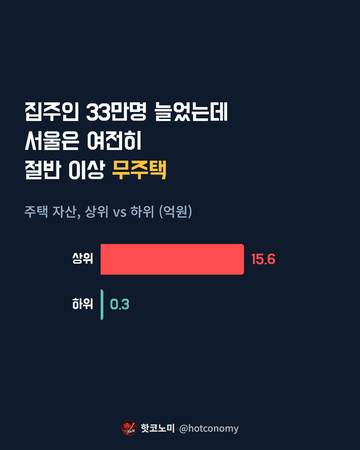 집주인 33만명 늘었는데
서울은 여전히
절반 이상 무주택
주택 자산, 상위 vs 하위 (억원)
상위 15.6
하위 0.3
핫코노미 @hotconomy